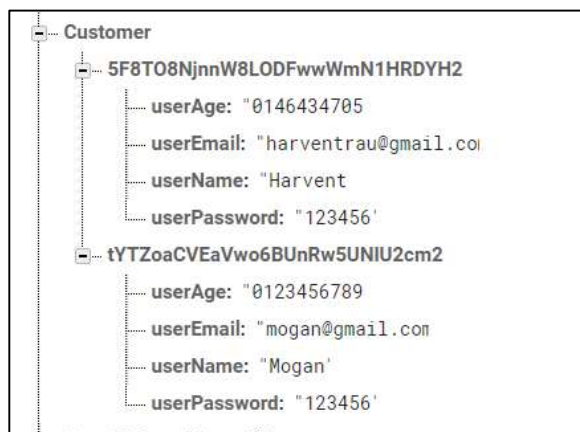 Customer
5F8TO8NjnnW8LODFwwWmN1HRDYH2
userAge: "0146434705
userEmail: "harventrau@gmail.co
userName: "Harvent
userPassword: "123456'
tYTZoaCVEaVwo6BUnRw5UNlU2cm2
userAge: "0123456789
userEmail: "mogan@gmail.com
userName: "Mogan'
userPassword: "123456'